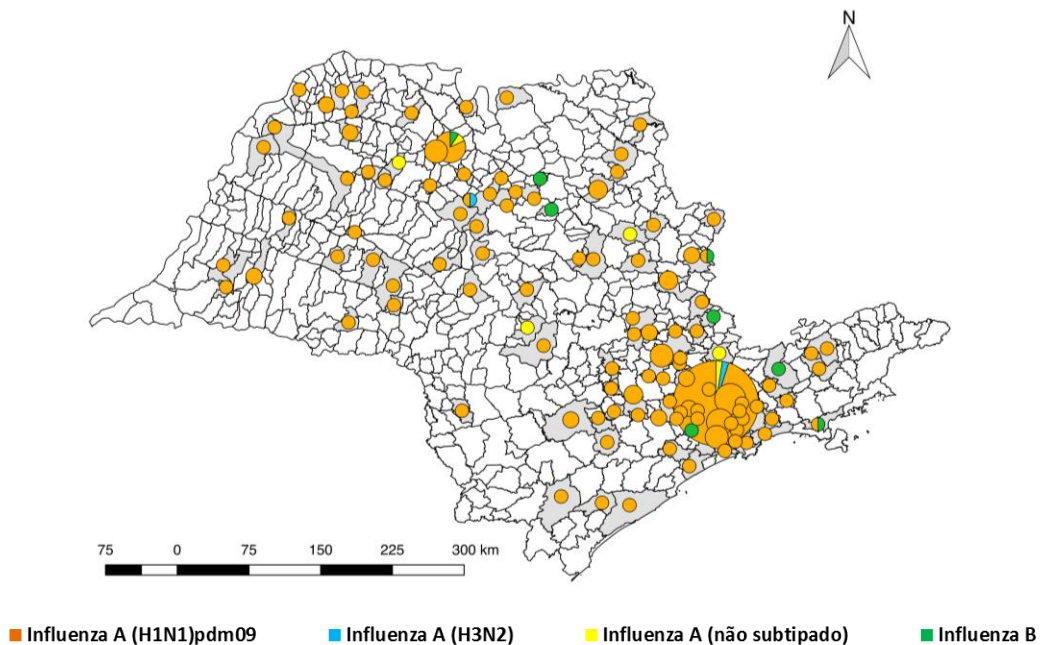 N
75 0 75 150 225 300 km
Influenza A (H1N1)pdm09 Influenza A (H3N2) Influenza A (não subtipado) Influenza B